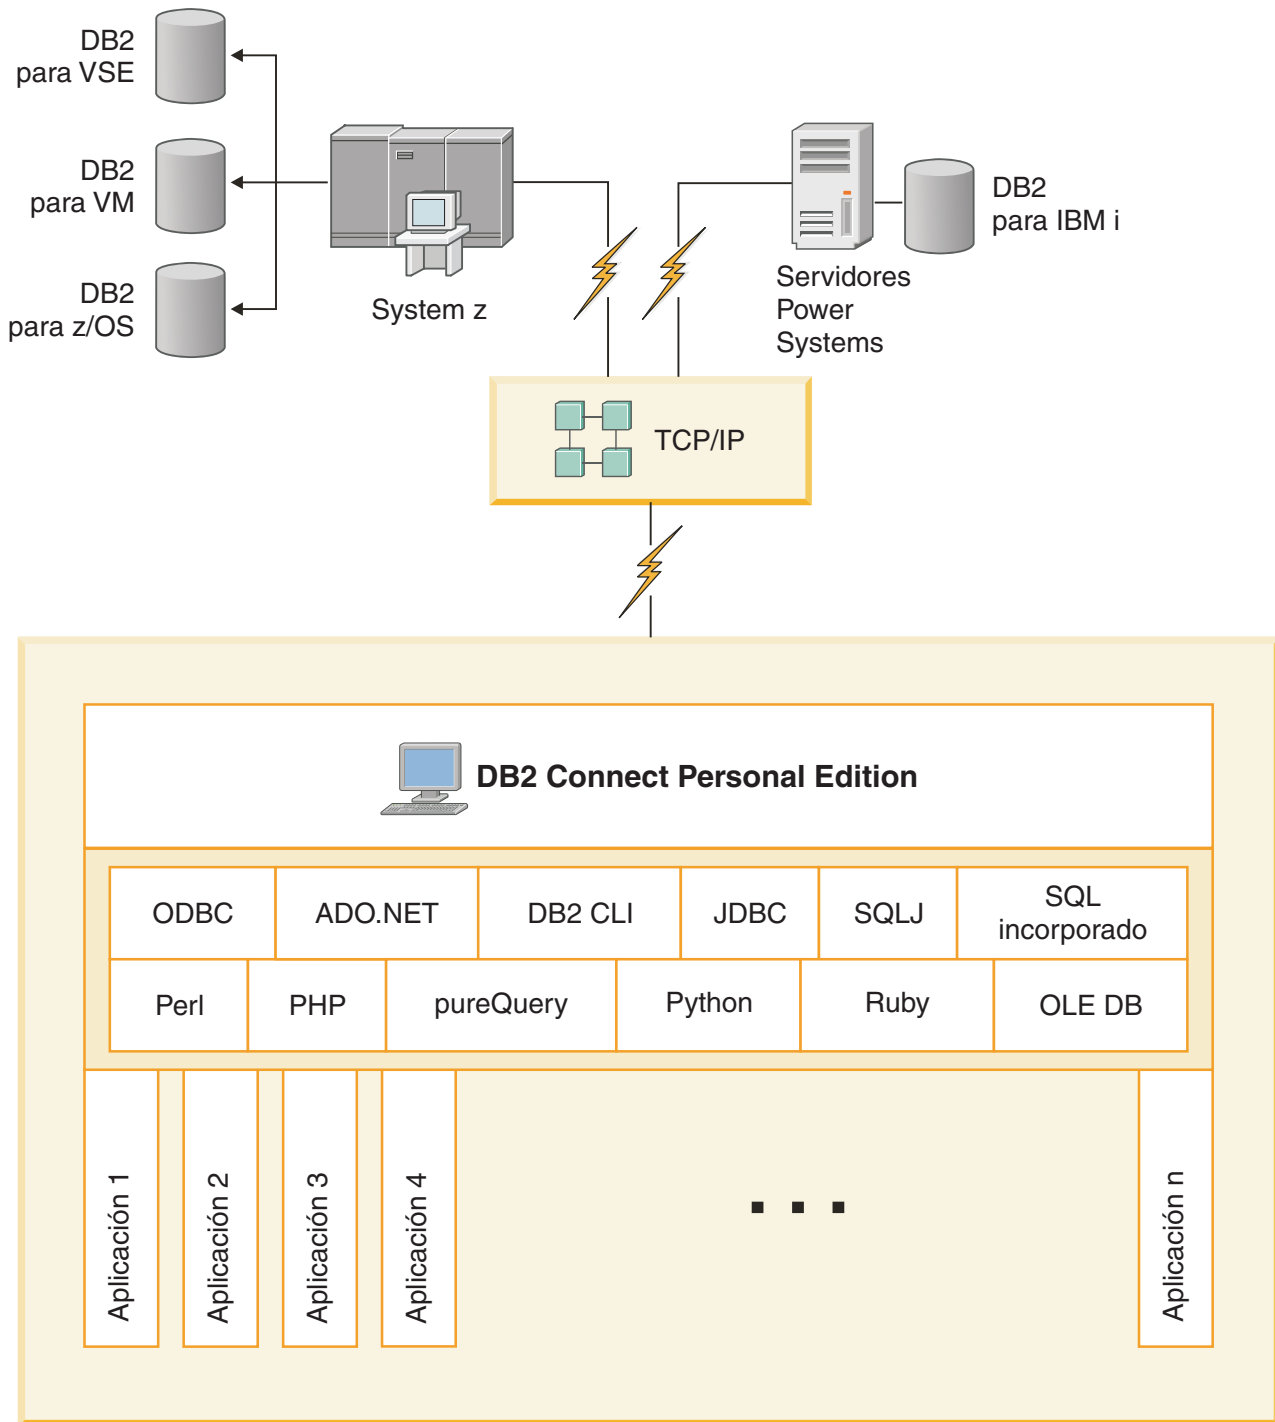 DB2
para VSE
DB2
para VM
DB2
para z/OS
System z
Servidores
Power
Systems
DB2
para IBM i
TCP/IP
DB2 Connect Personal Edition
ODBC
ADO.NET
DB2 CLI
JDBC
SQLJ
SQL
incorporado
Perl
PHP
pureQuery
Python
Ruby
OLE DB
Aplicación 1
Aplicación 2
Aplicación 3
Aplicación 4
...
Aplicación n